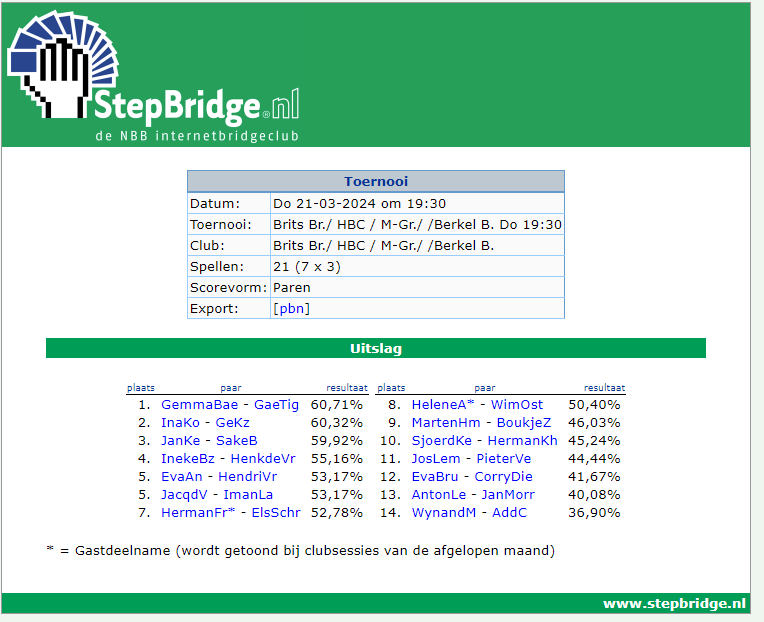 StepBridge®.nl
de NBB internetbridgeclub
Toernooi
Datum: Do 21-03-2024 om 19:30
Toernooi: Brits Br./ HBC / M-Gr./ /Berkel B. Do 19:30
Club: Brits Br./ HBC / M-Gr./ /Berkel B.
Spellen: 21 (7 x 3)
Scorevorm: Paren
Export: [pbn]
Uitslag
plaats paar resultaat plaats paar resultaat
1. GemmaBae - GaeTig 60,71% 8. HeleneA* - WimOst 50,40%
2. InaKo - GeKz 60,32% 9. MartenHm - BoukjeZ 46,03%
3. JanKe - SakeB 59,92% 10. SjoerdKe - HermanKh 45,24%
4. InekeBz - HenkdeVr 55,16% 11. JosLem - PieterVe 44,44%
5. EvaAn - HendriVr 53,17% 12. EvaBru - CorryDie 41,67%
5. JacqdV - ImanLa 53,17% 13. AntonLe - JanMorr 40,08%
7. HermanFr* - ElsSchr 52,78% 14. WynandM - AddC 36,90%
* = Gastdeelname (wordt getoond bij clubsessies van de afgelopen maand)
www.stepbridge.nl